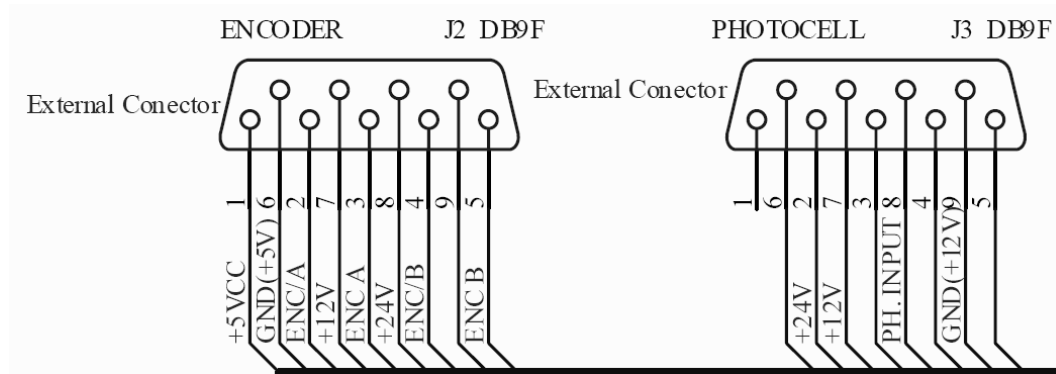 ENCODER J2 DB9F
External Conector
1 6 2 7 3 8 4 9 5
+5VCC
GND(+5V)
ENC/A
+12V
ENC A
+24V
ENC/B
ENC B
PHOTOCELL J3 DB9F
External Conector
1 6 2 7 3 8 4 9 5
+24V
+12V
PH. INPUT
GND(+12V)